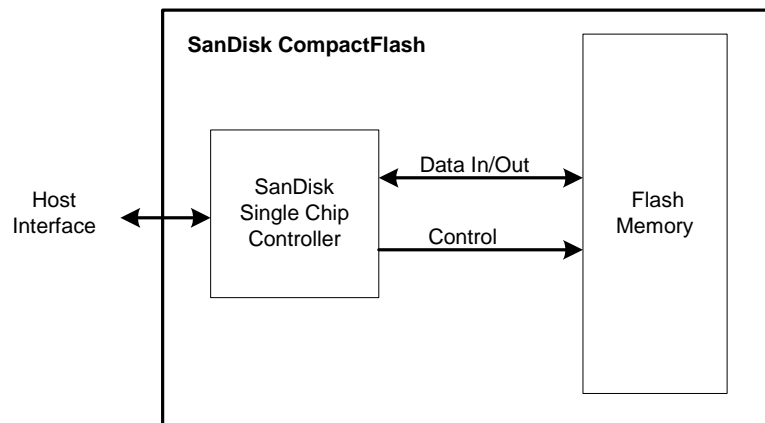 SanDisk CompactFlash
Host
Interface
SanDisk
Single Chip
Controller
Data In/Out
Control
Flash
Memory